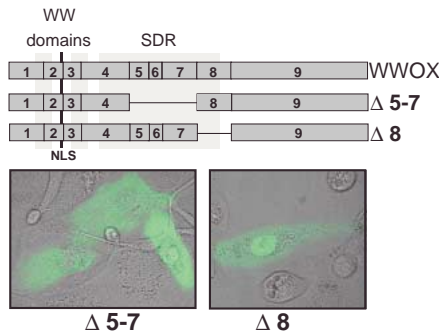 WW
domains SDR
1 2 3 4 5 6 7 8 9 WWOX
1 2 3 4 8 9 Δ 5-7
1 2 3 4 5 6 7 9 Δ 8
NLS
Δ 5-7 Δ 8